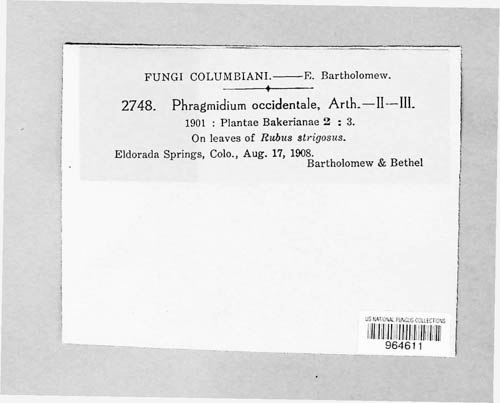 FUNGI COLUMBIANI.——E. Bartholomew.
2748. Phragmidium occidentale, Arth.—II—III.
1901 : Plantae Bakerianae 2 : 3.
On leaves of Rubus strigosus.
Eldorada Springs, Colo., Aug. 17, 1908.
Bartholomew & Bethel
US NATIONAL FUNGUS COLLECTIONS
964611